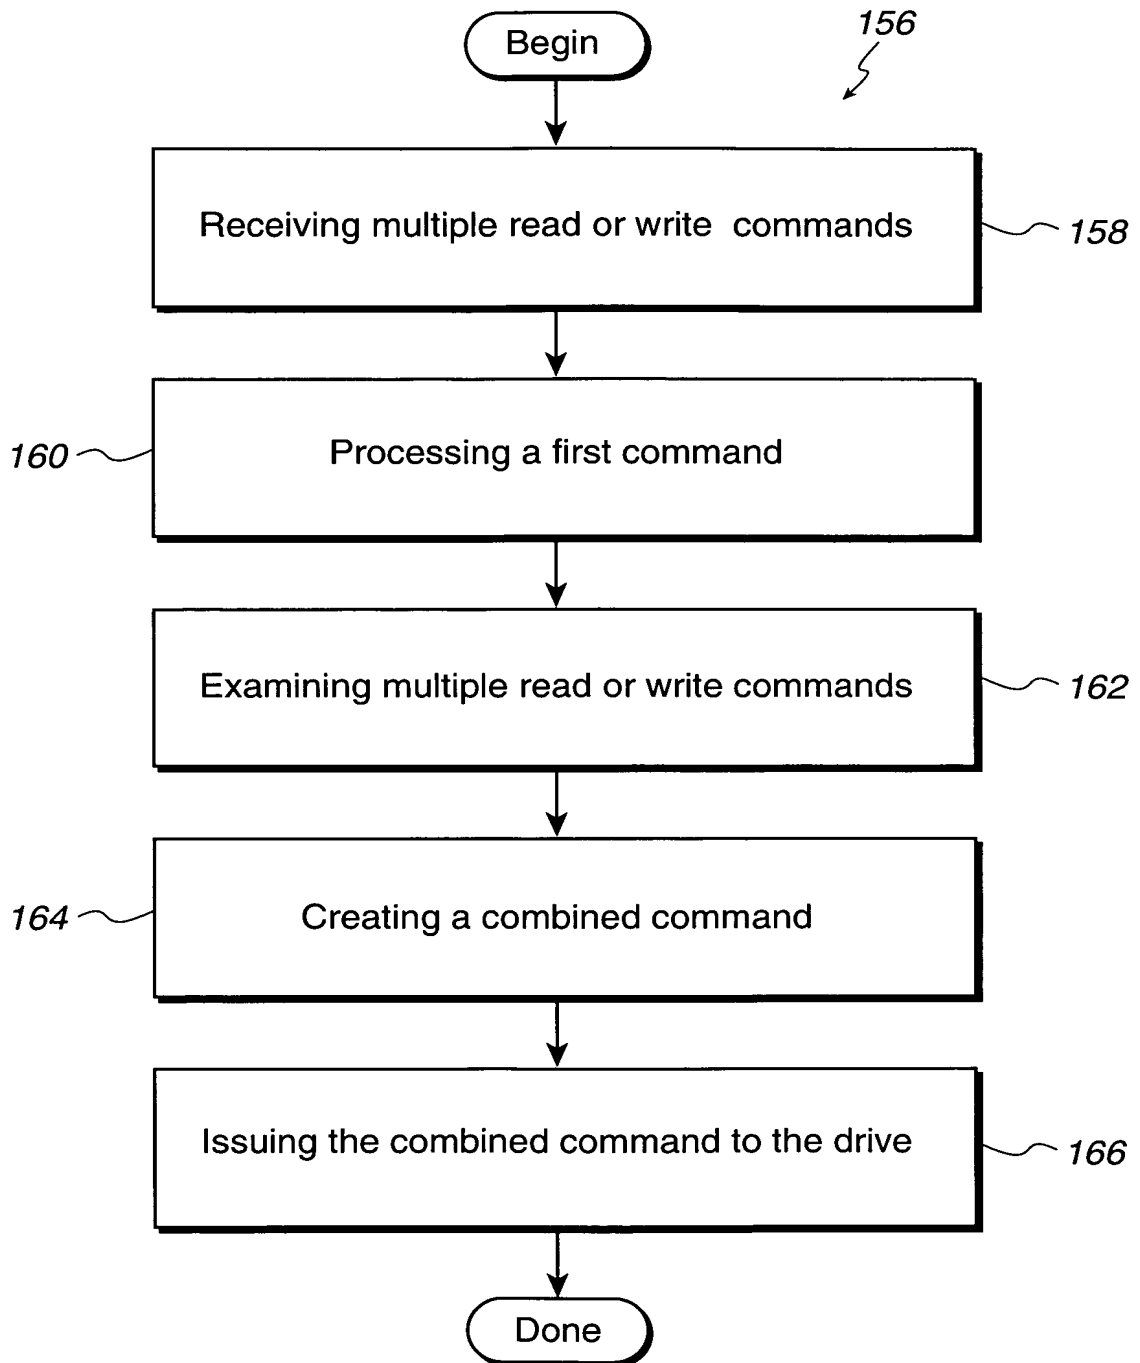 Begin
156
Receiving multiple read or write commands
158
Processing a first command
160
Examining multiple read or write commands
162
Creating a combined command
164
Issuing the combined command to the drive
166
Done